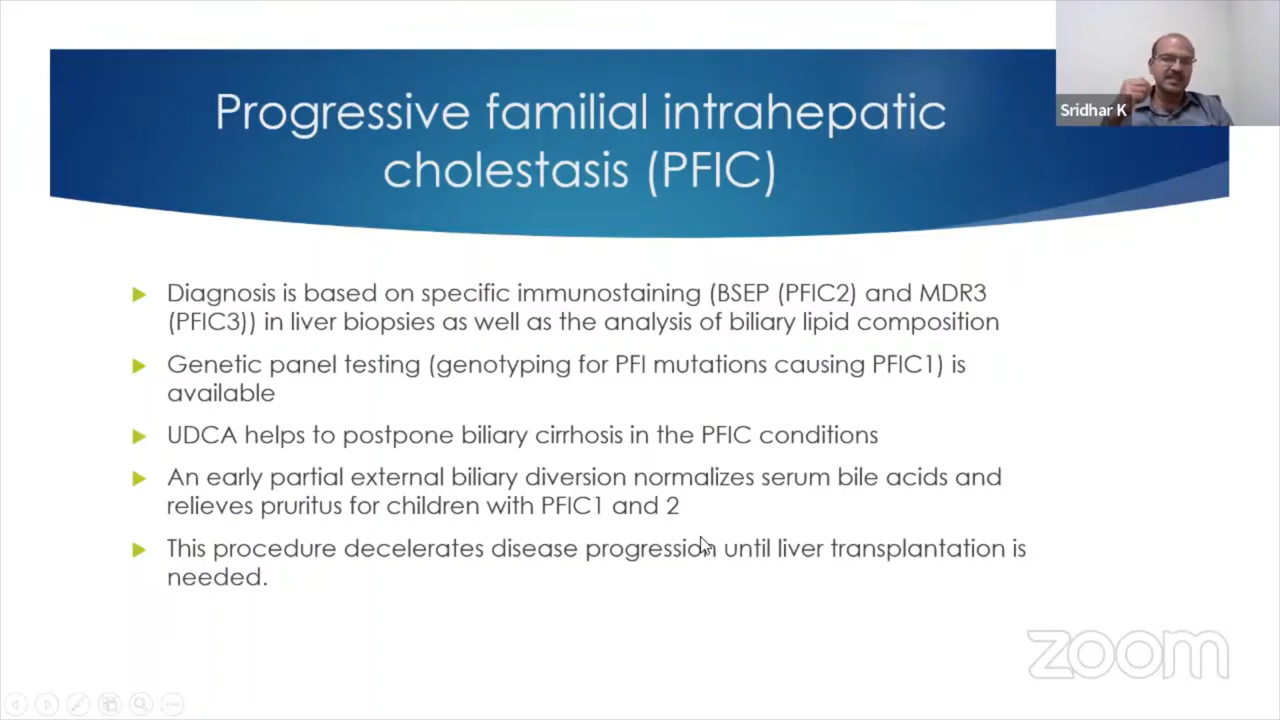 Progressive familial intrahepatic
cholestasis (PFIC)
Sridhar K
Diagnosis is based on specific immunostaining (BSEP (PFIC2) and MDR3
(PFIC3)) in liver biopsies as well as the analysis of biliary lipid composition
Genetic panel testing (genotyping for PFI mutations causing PFIC1) is
available
UDCA helps to postpone biliary cirrhosis in the PFIC conditions
An early partial external biliary diversion normalizes serum bile acids and
relieves pruritus for children with PFIC1 and 2
This procedure decelerates disease progression until liver transplantation is
needed.
zoom